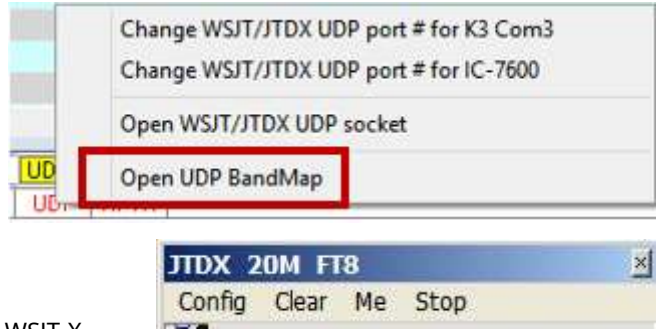 Change WSJT/JTDX UDP port # for K3 Com3
Change WSJT/JTDX UDP port # for IC-7600
Open WSJT/JTDX UDP socket
Open UDP BandMap
JTDX 20M FT8
Config Clear Me Stop